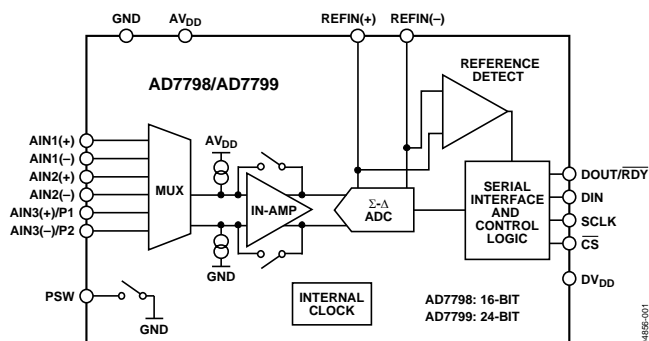 GND
AVDD
REFIN(+)
REFIN(–)
AD7798/AD7799
REFERENCE
DETECT
AIN1(+)
AIN1(–)
AIN2(+)
AIN2(–)
AIN3(+)/P1
AIN3(–)/P2
MUX
AVDD
GND
IN-AMP
Σ-Δ
ADC
SERIAL
INTERFACE
AND
CONTROL
LOGIC
DOUT/RDY
DIN
SCLK
CS
DVDD
PSW
GND
INTERNAL
CLOCK
AD7798: 16-BIT
AD7799: 24-BIT
04856-001